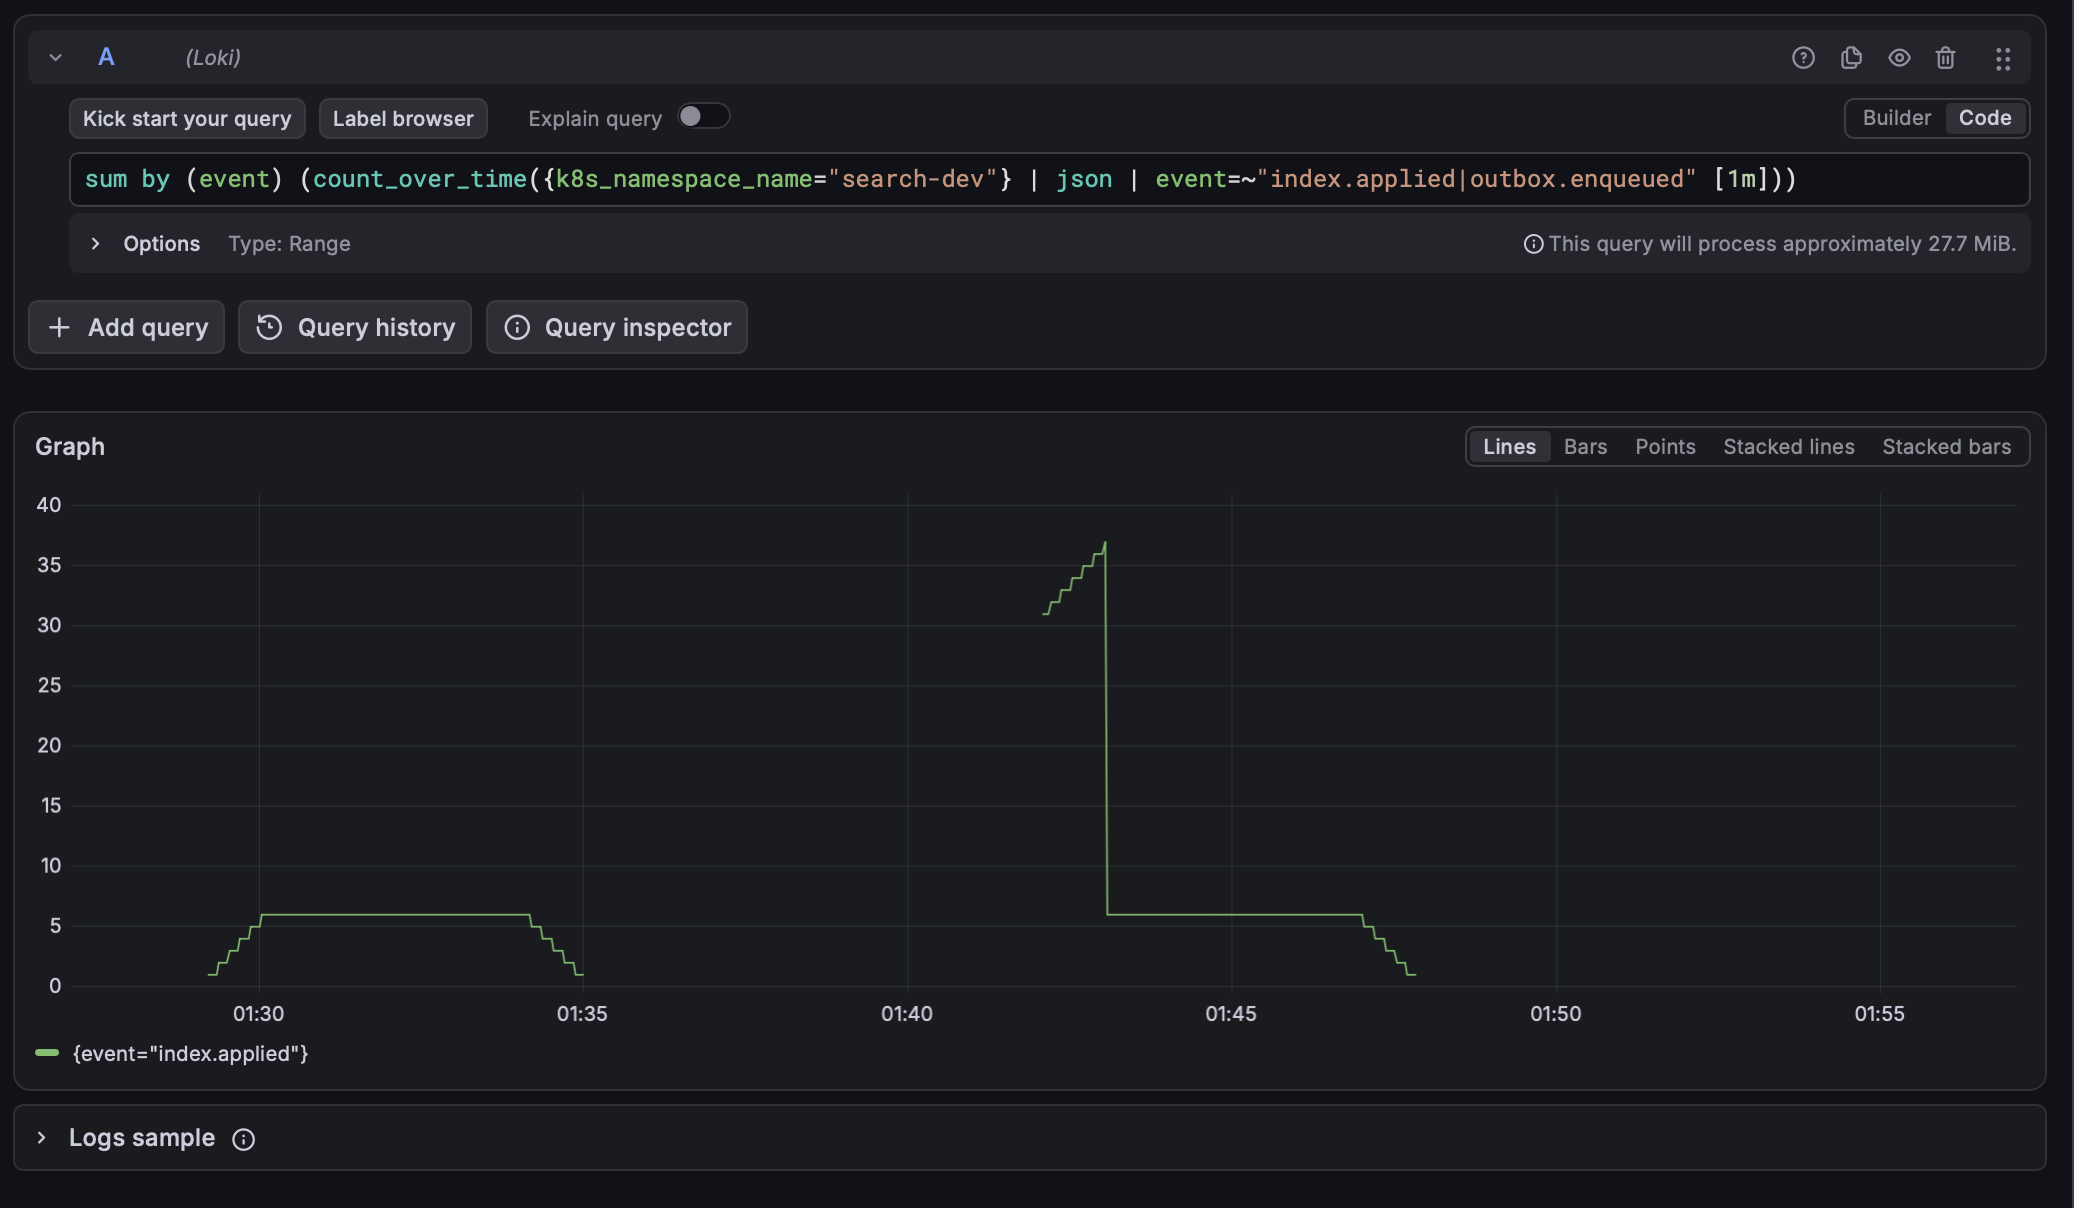 A (Loki)
Kick start your query Label browser Explain query Builder Code
sum by (event) (count_over_time({k8s_namespace_name="search-dev"} | json | event=~"index.applied|outbox.enqueued" [1m]))
Options Type: Range This query will process approximately 27.7 MiB.
Add query Query history Query inspector
Graph Lines Bars Points Stacked lines Stacked bars
40
35
30
25
20
15
10
5
0
01:30 01:35 01:40 01:45 01:50 01:55
{event="index.applied"}
Logs sample